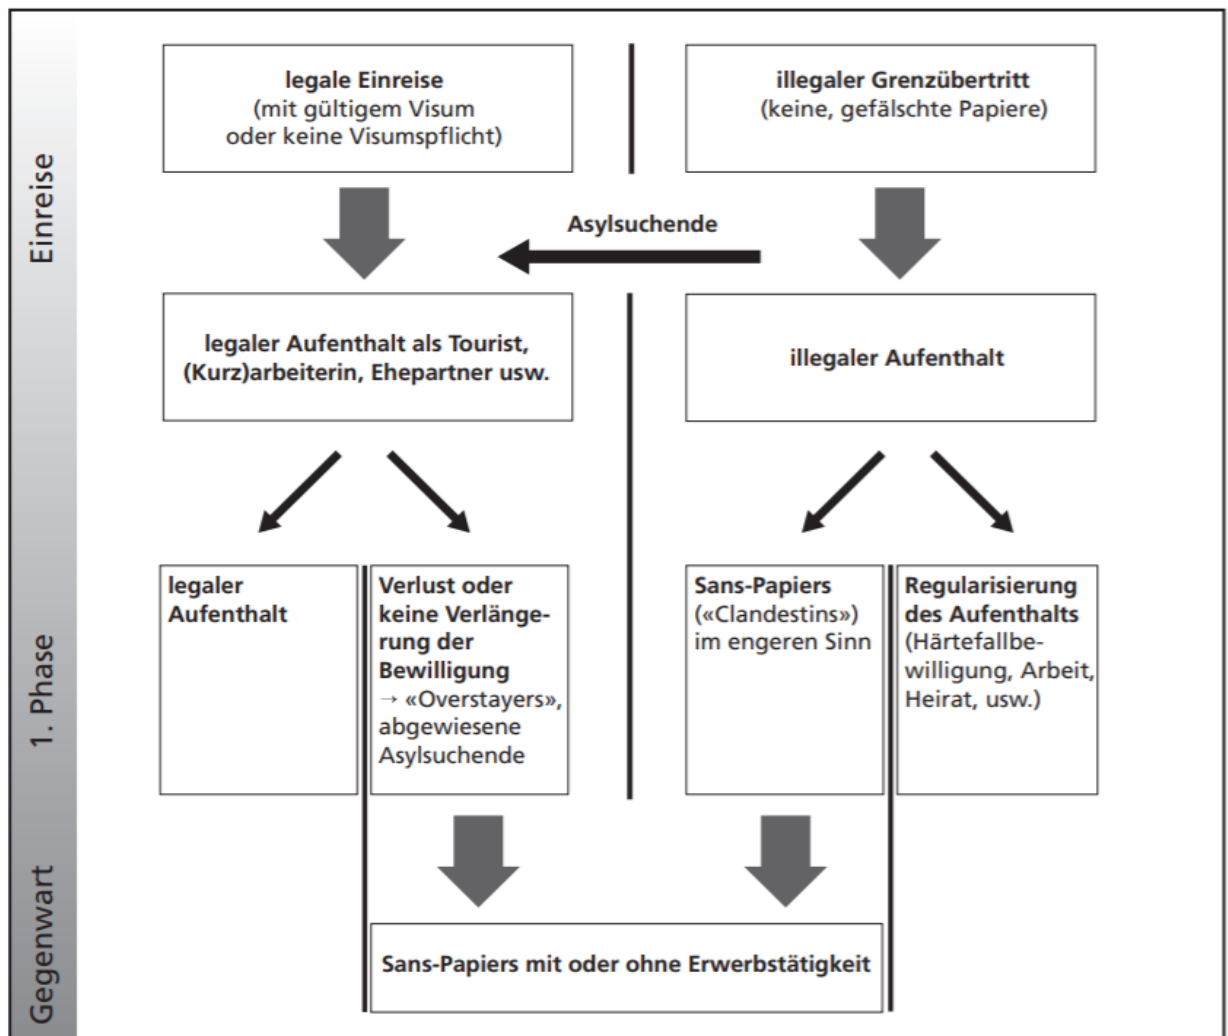 Einreise
legale Einreise
(mit gültigem Visum
oder keine Visumspflicht)
illegaler Grenzübertritt
(keine, gefälschte Papiere)
Asylsuchende
legaler Aufenthalt als Tourist,
(Kurz)arbeiterin, Ehepartner usw.
illegaler Aufenthalt
1. Phase
legaler
Aufenthalt
Verlust oder
keine Verlänge-
rung der
Bewilligung
→ «Overstayers»,
abgewiesene
Asylsuchende
Sans-Papiers
(«Clandestins»)
im engeren Sinn
Regularisierung
des Aufenthalts
(Härtefallbe-
willigung, Arbeit,
Heirat, usw.)
Gegenwart
Sans-Papiers mit oder ohne Erwerbstätigkeit